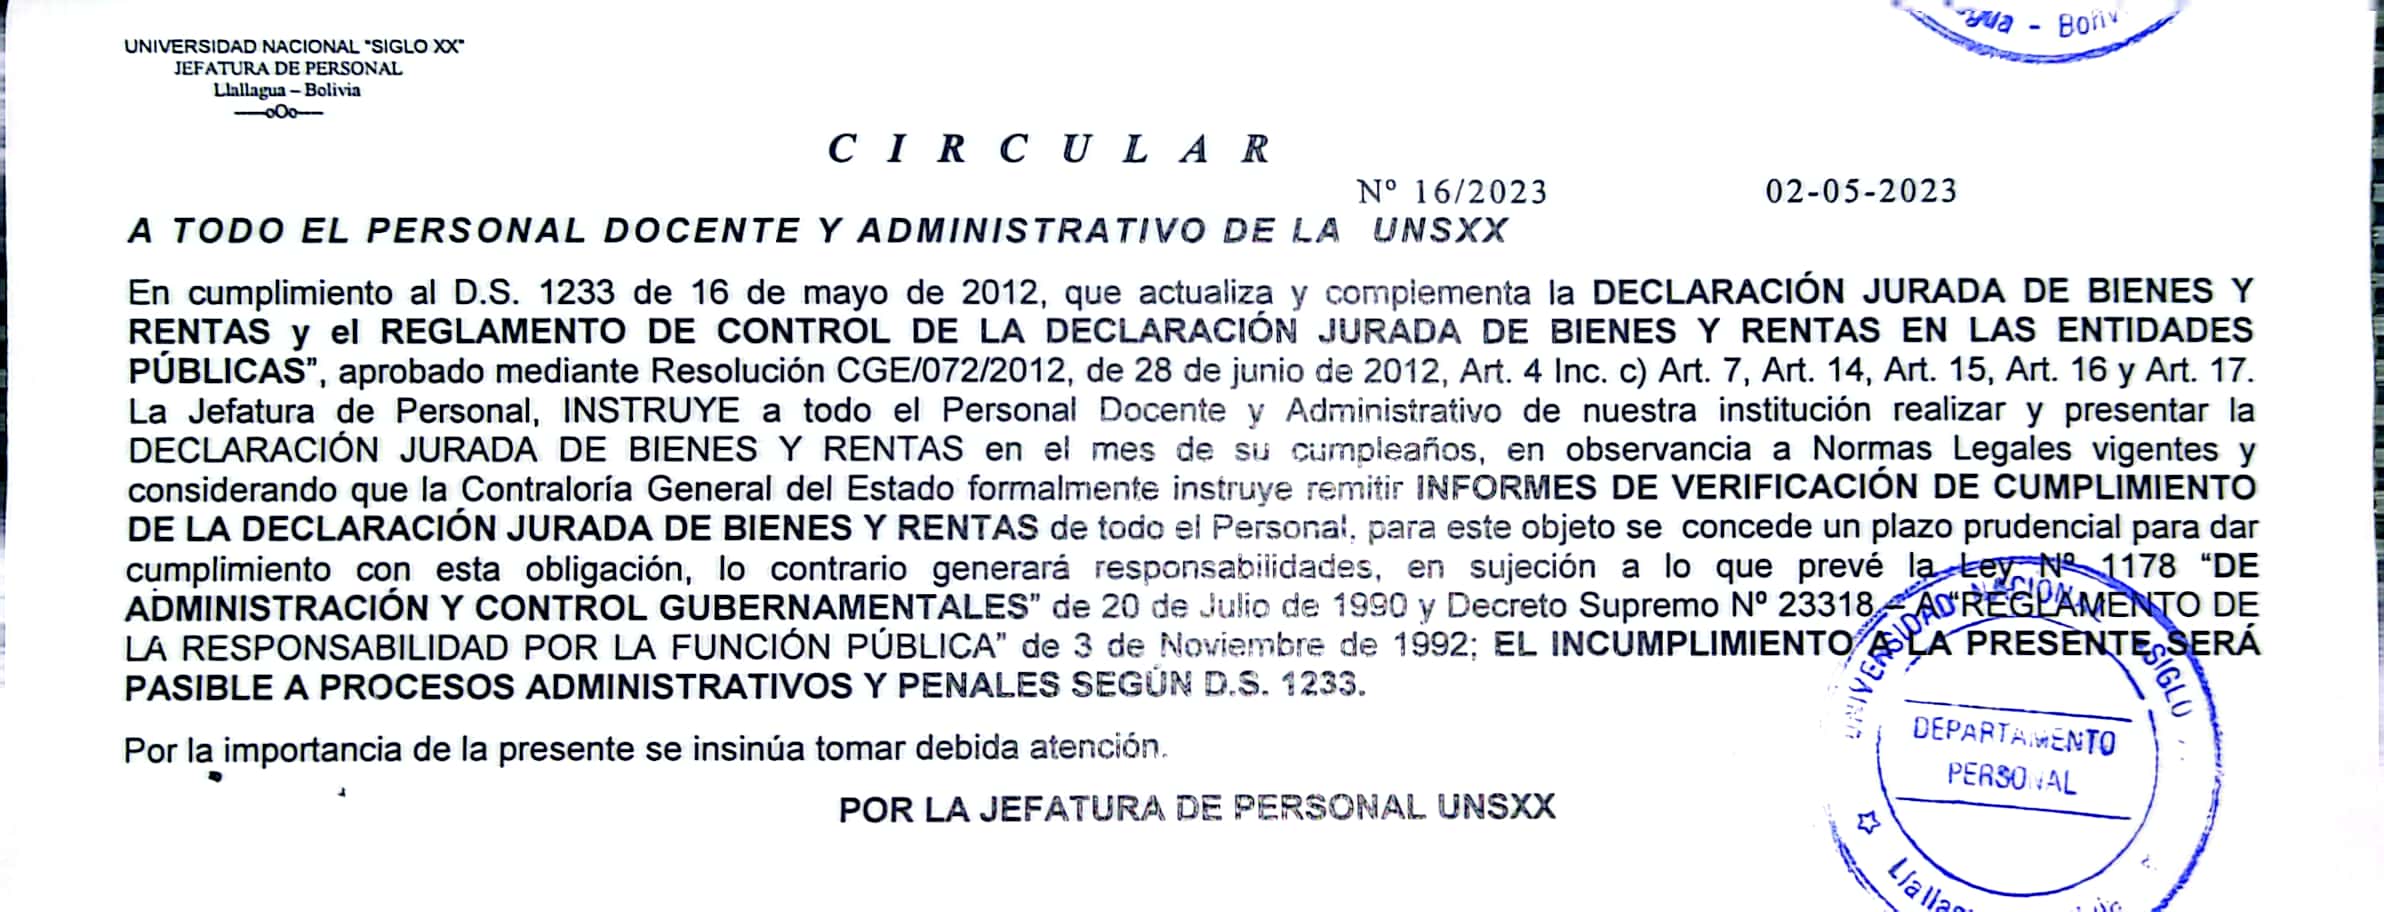 gua - Boliv
UNIVERSIDAD NACIONAL "SIGLO XX"
JEFATURA DE PERSONAL
Llallagua – Bolivia
——oOo——
C I R C U L A R
Nº 16/2023 02-05-2023
A TODO EL PERSONAL DOCENTE Y ADMINISTRATIVO DE LA UNSXX
En cumplimiento al D.S. 1233 de 16 de mayo de 2012, que actualiza y complementa la DECLARACIÓN JURADA DE BIENES Y
RENTAS y el REGLAMENTO DE CONTROL DE LA DECLARACIÓN JURADA DE BIENES Y RENTAS EN LAS ENTIDADES
PÚBLICAS”, aprobado mediante Resolución CGE/072/2012, de 28 de junio de 2012, Art. 4 Inc. c) Art. 7, Art. 14, Art. 15, Art. 16 y Art. 17.
La Jefatura de Personal, INSTRUYE a todo el Personal Docente y Administrativo de nuestra institución realizar y presentar la
DECLARACIÓN JURADA DE BIENES Y RENTAS en el mes de su cumpleaños, en observancia a Normas Legales vigentes y
considerando que la Contraloría General del Estado formalmente instruye remitir INFORMES DE VERIFICACIÓN DE CUMPLIMIENTO
DE LA DECLARACIÓN JURADA DE BIENES Y RENTAS de todo el Personal, para este objeto se concede un plazo prudencial para dar
cumplimiento con esta obligación, lo contrario generará responsabilidades, en sujeción a lo que prevé la Ley Nº 1178 “DE
ADMINISTRACIÓN Y CONTROL GUBERNAMENTALES” de 20 de Julio de 1990 y Decreto Supremo Nº 23318 – A“REGLAMENTO DE
LA RESPONSABILIDAD POR LA FUNCIÓN PÚBLICA” de 3 de Noviembre de 1992; EL INCUMPLIMIENTO A LA PRESENTE SERÁ
PASIBLE A PROCESOS ADMINISTRATIVOS Y PENALES SEGÚN D.S. 1233.
Por la importancia de la presente se insinúa tomar debida atención.
POR LA JEFATURA DE PERSONAL UNSXX
UNIVERSIDAD NACIONAL SIGLO
DEPARTAMENTO
PERSONAL
Llallag